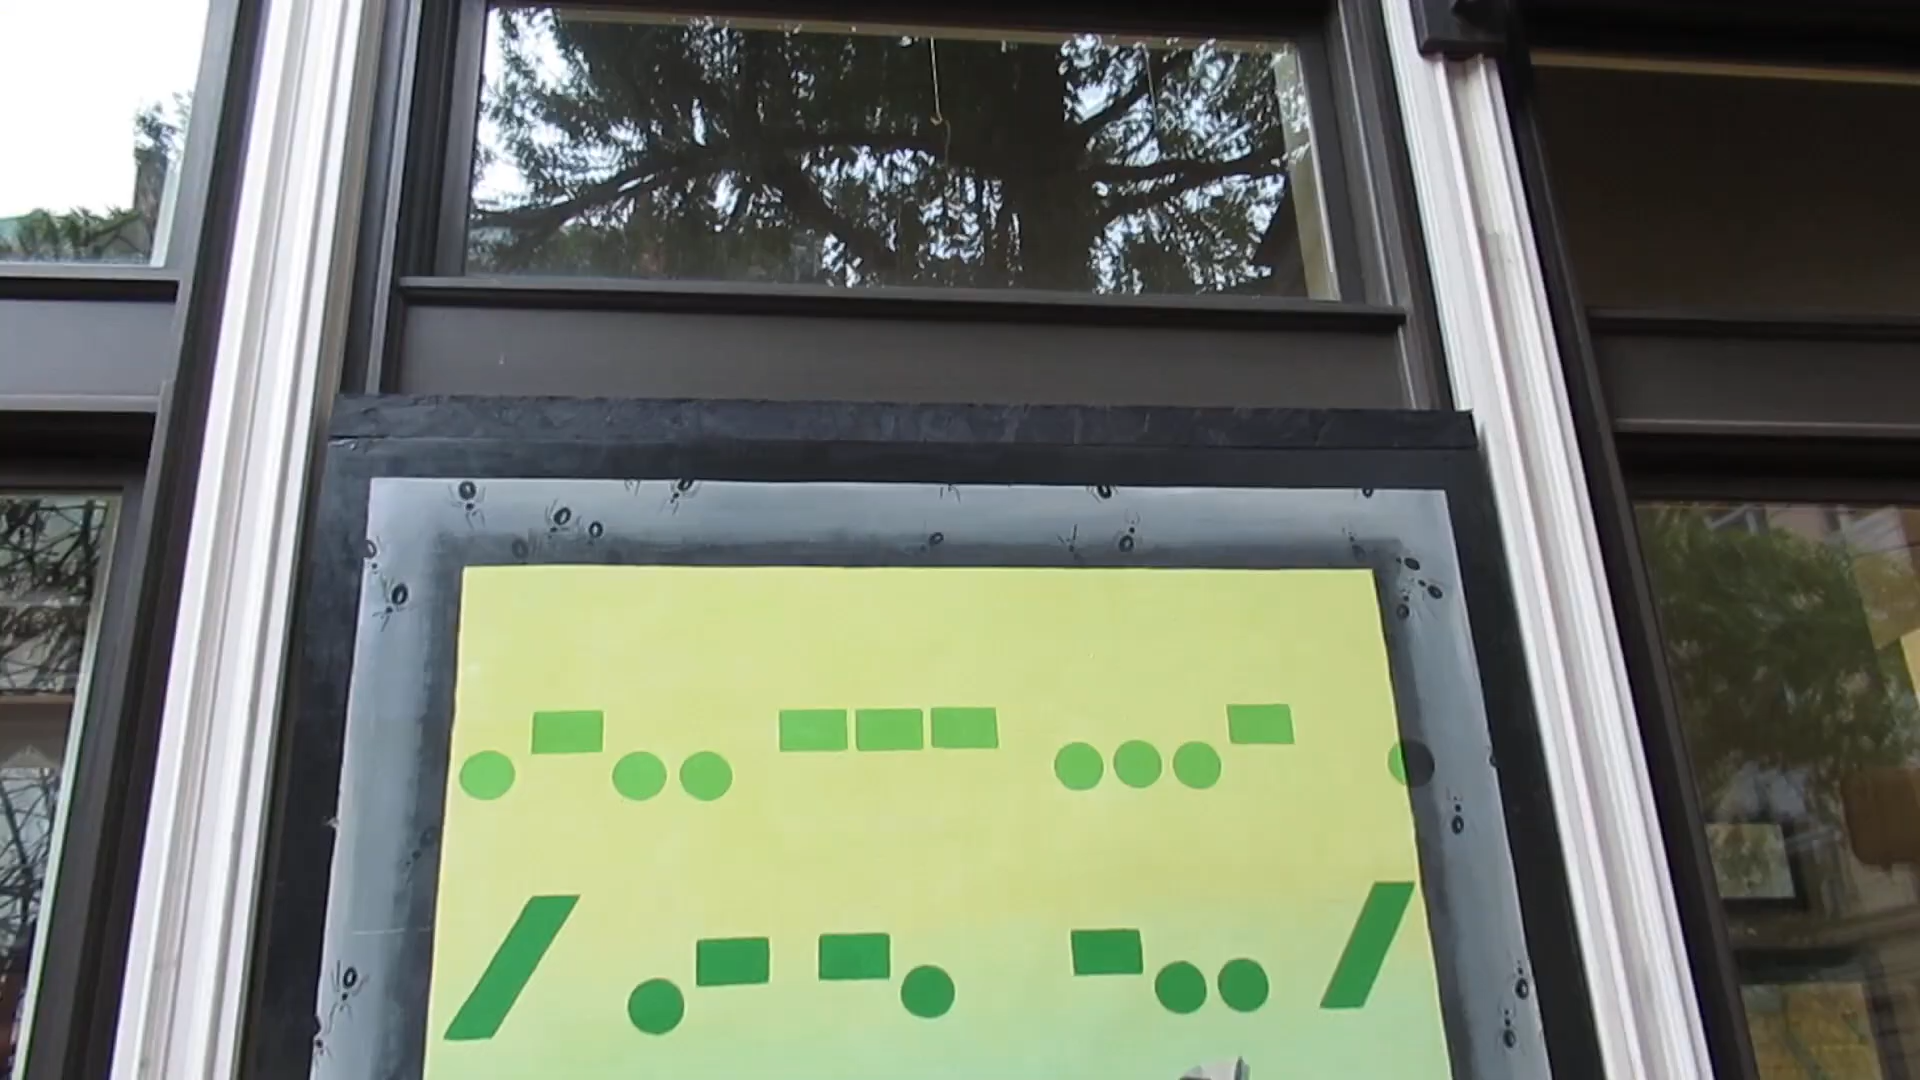 .-.. --- ...- .
/ .- -. -.. /